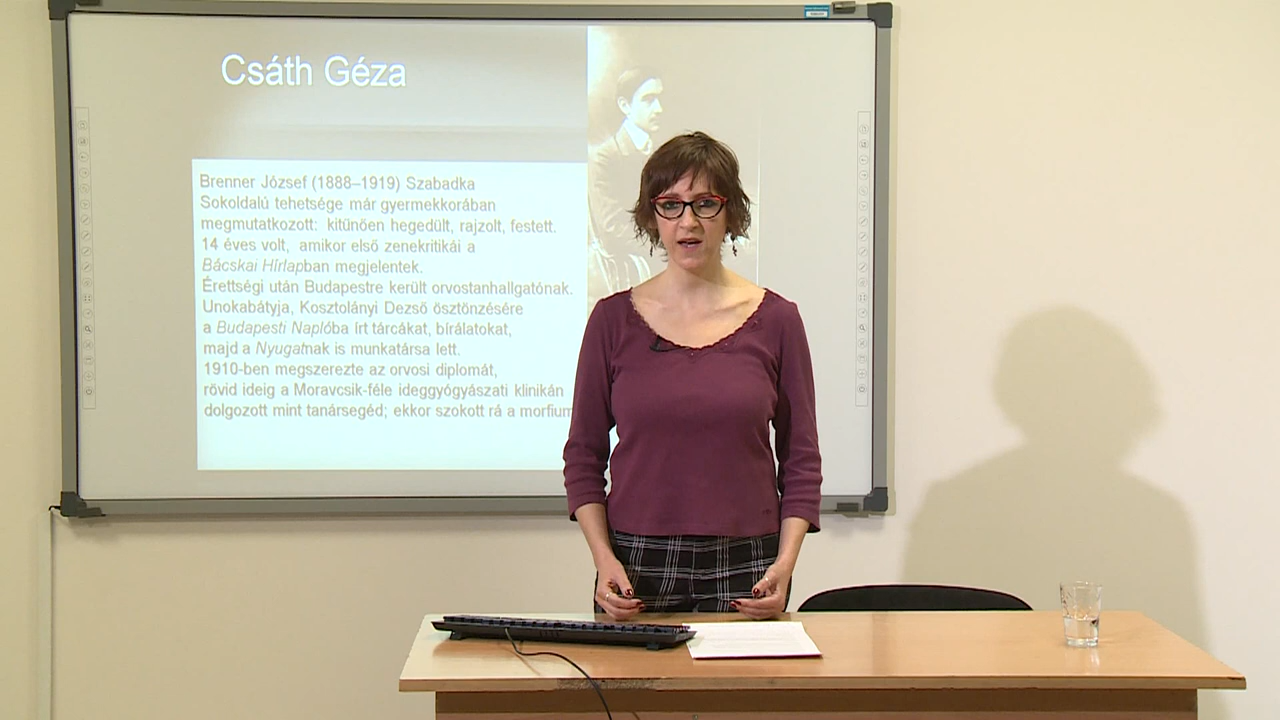 Csáth Géza
Brenner József (1888–1919) Szabadka
Sokoldalú tehetsége már gyermekkorában
megmutatkozott: kitűnően hegedült, rajzolt, festett.
14 éves volt, amikor első zenekritikái a
Bácskai Hírlapban megjelentek.
Érettségi után Budapestre került orvostanhallgatónak.
Unokabátyja, Kosztolányi Dezső ösztönzésére
a Budapesti Naplóba írt tárcákat, bírálatokat,
majd a Nyugatnak is munkatársa lett.
1910-ben megszerezte az orvosi diplomát,
rövid ideig a Moravcsik-féle ideggyógyászati klinikán
dolgozott mint tanársegéd; ekkor szokott rá a morfium